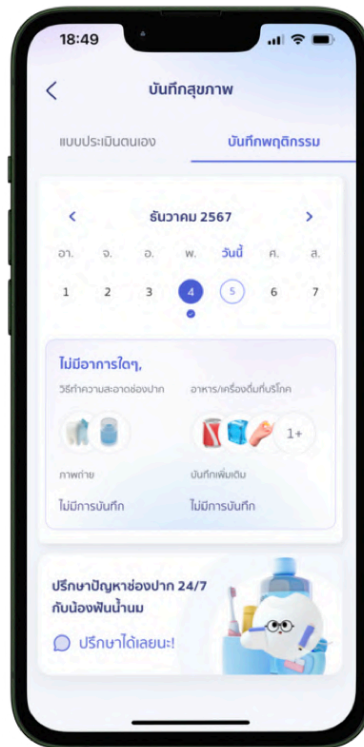 18:49
บันทึกสุขภาพ
แบบประเมินตนเอง บันทึกพฤติกรรม
ธันวาคม 2567
อา. จ. อ. พ. วันนี้ ศ. ส.
1 2 3 4 5 6 7
ไม่มีอาการใดๆ,
วิธีทำความสะอาดช่องปาก อาหาร/เครื่องดื่มที่บริโภค
1+
ภาพถ่าย บันทึกเพิ่มเติม
ไม่มีการบันทึก ไม่มีการบันทึก
ปรึกษาปัญหาช่องปาก 24/7
กับน้องฟันน้ำนม
ปรึกษาได้เลยนะ!